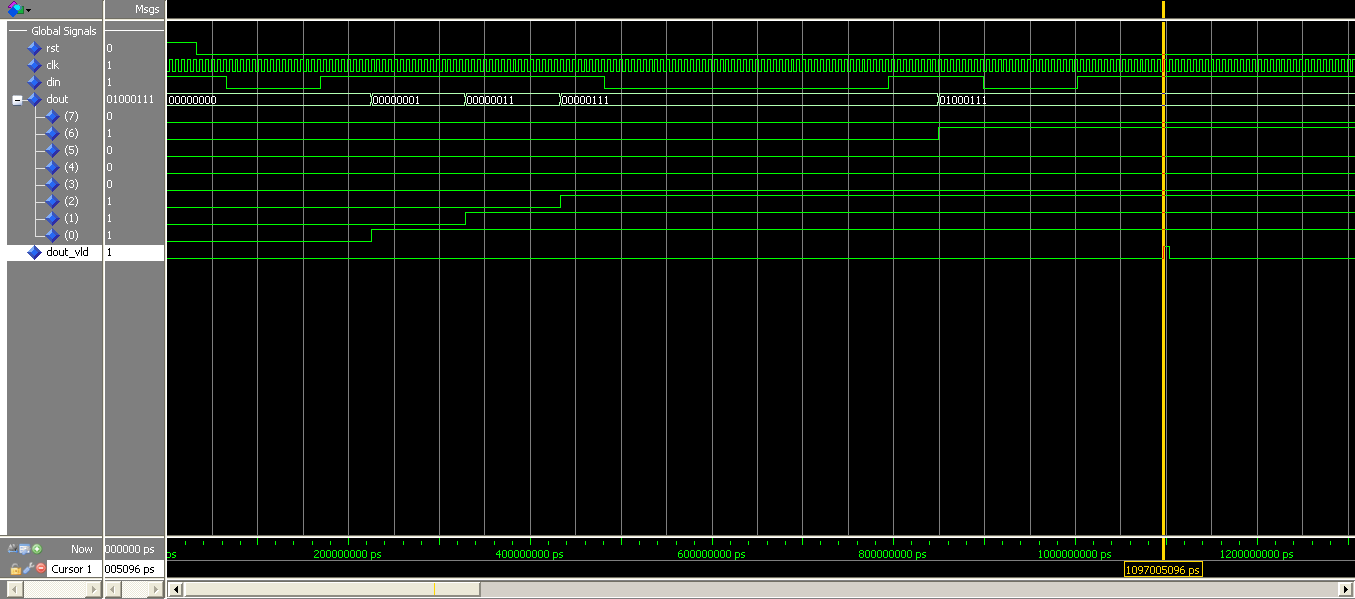 Msgs
Global Signals
rst 0
clk 1
din 1
dout 01000111 00000000 00000001 00000011 00000111 01000111
(7) 0
(6) 1
(5) 0
(4) 0
(3) 0
(2) 1
(1) 1
(0) 1
dout_vld 1
Now 000000 ps ps 200000000 ps 400000000 ps 600000000 ps 800000000 ps 1000000000 ps 1200000000 ps
Cursor 1 005096 ps 1097005096 ps